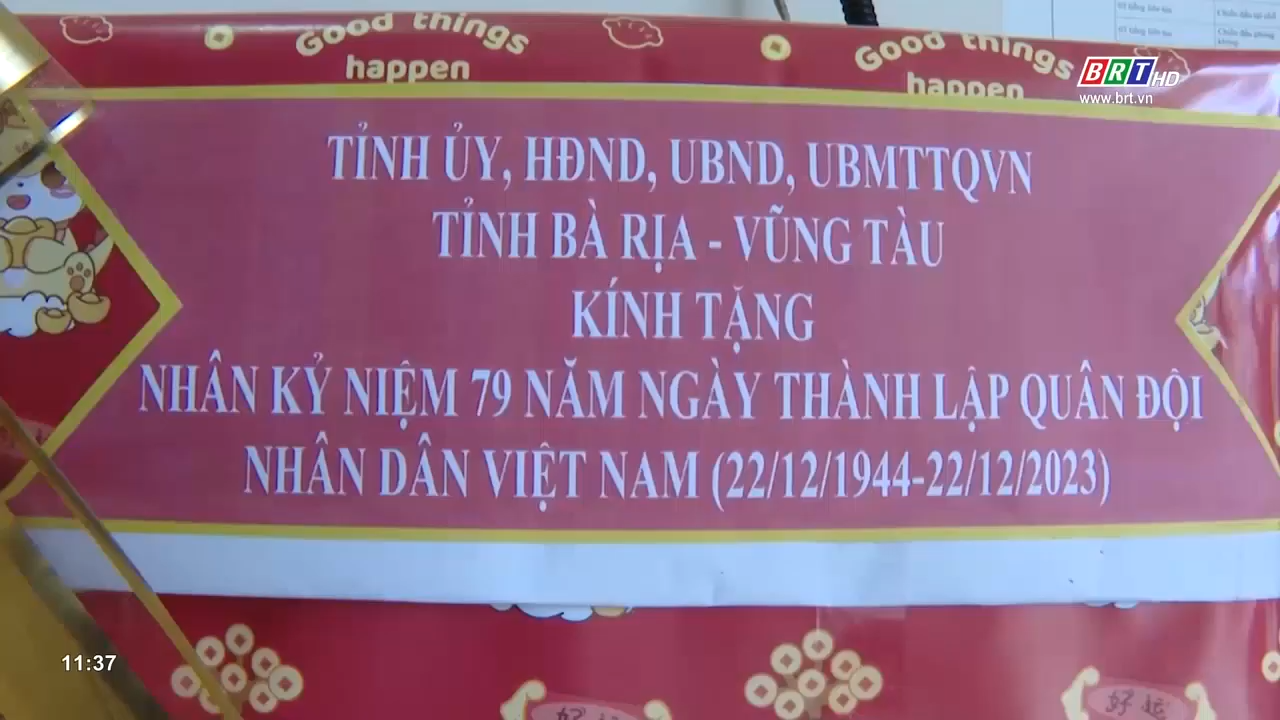 Good things
happen
Good things
happen
BRT HD
www.brt.vn
TỈNH ỦY, HĐND, UBND, UBMTTQVN
TỈNH BÀ RỊA - VŨNG TÀU
KÍNH TẶNG
NHÂN KỶ NIỆM 79 NĂM NGÀY THÀNH LẬP QUÂN ĐỘI
NHÂN DÂN VIỆT NAM (22/12/1944-22/12/2023)
11:37
好运